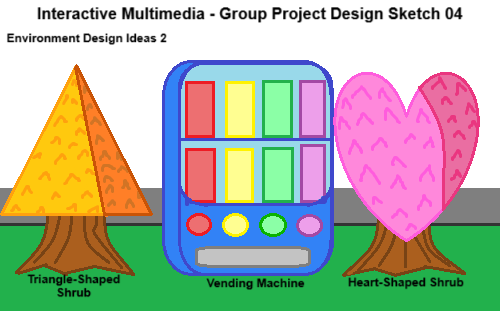 Interactive Multimedia - Group Project Design Sketch 04
Environment Design Ideas 2
Triangle-Shaped
Shrub
Vending Machine
Heart-Shaped Shrub